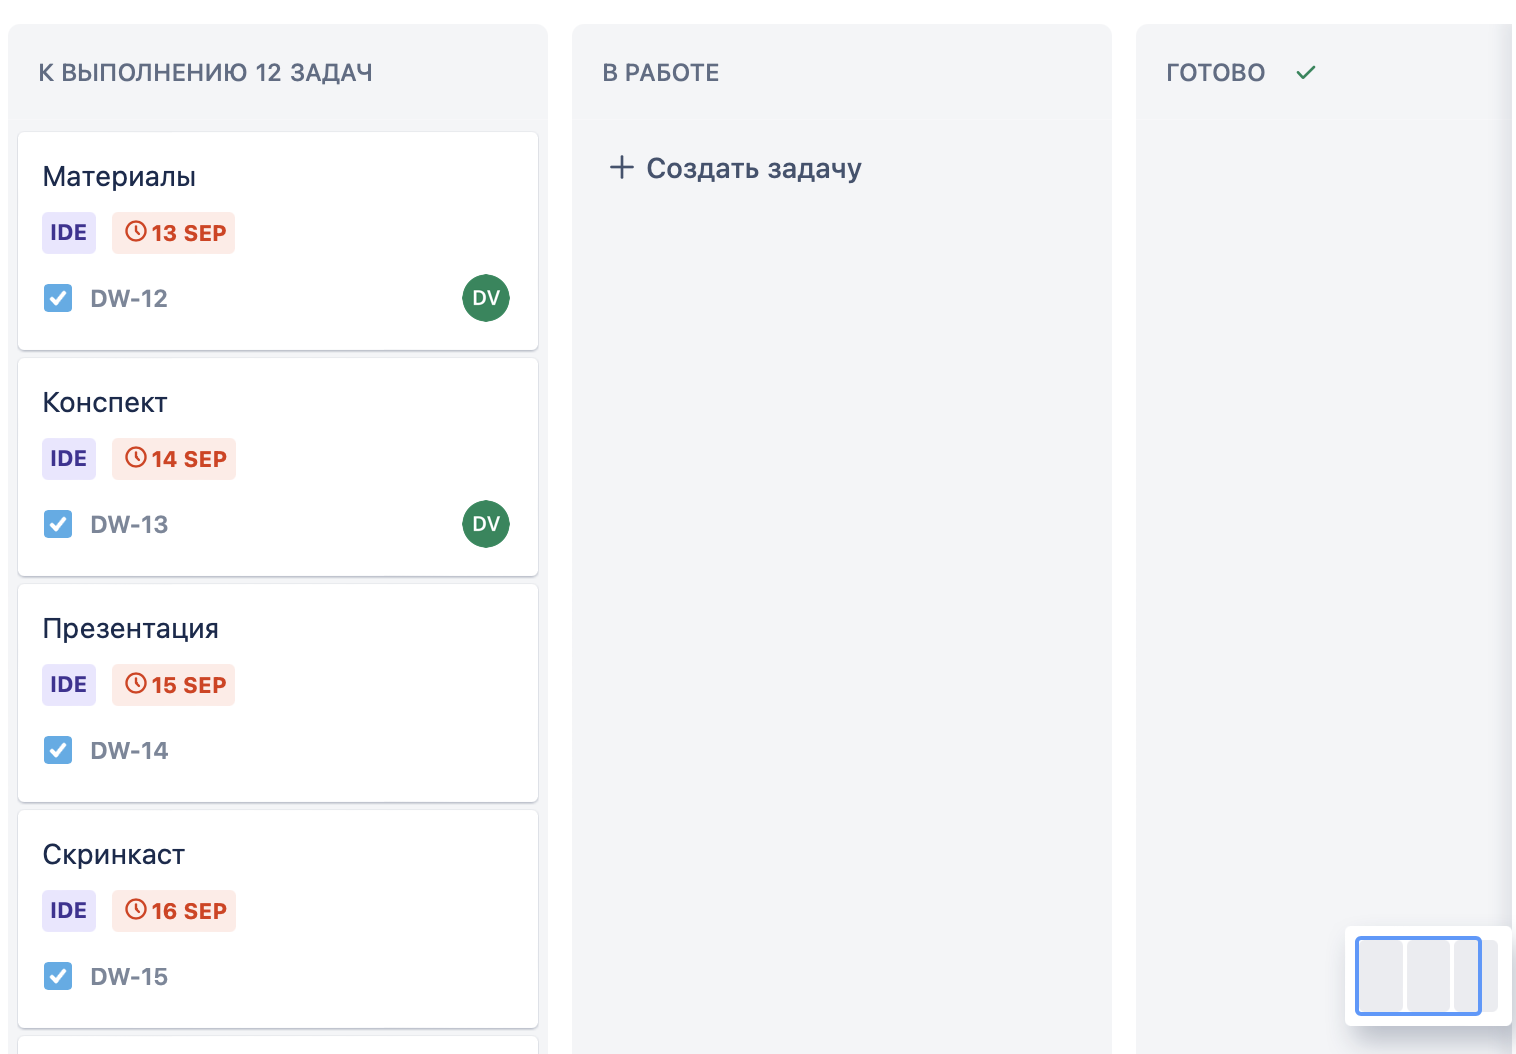 К ВЫПОЛНЕНИЮ 12 ЗАДАЧ
Материалы
IDE 13 SEP
DW-12 DV
Конспект
IDE 14 SEP
DW-13 DV
Презентация
IDE 15 SEP
DW-14
Скринкаст
IDE 16 SEP
DW-15
В РАБОТЕ
Создать задачу
ГОТОВО